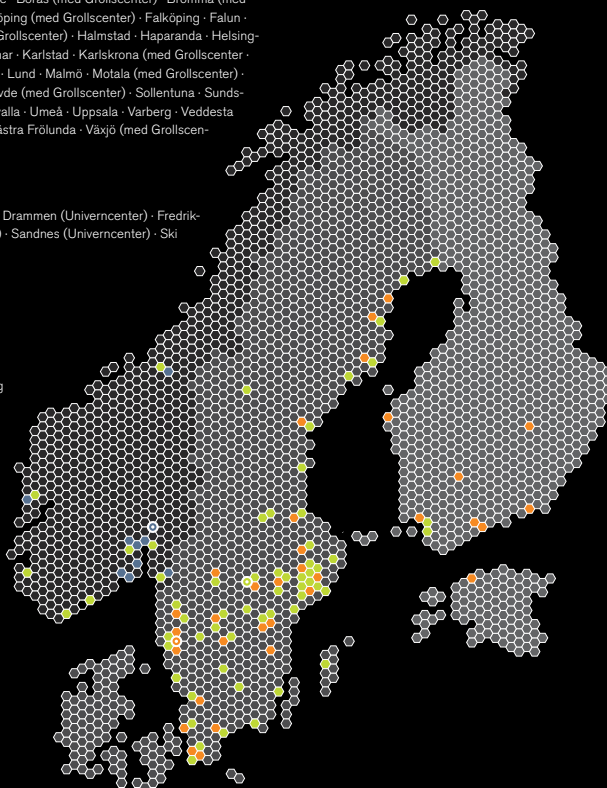 Borås (med Grollscenter) · Bromma (med
öping (med Grollscenter) · Falköping · Falun ·
Grollscenter) · Halmstad · Haparanda · Helsing-
mar · Karlstad · Karlskrona (med Grollscenter ·
· Lund · Malmö · Motala (med Grollscenter) ·
vde (med Grollscenter) · Sollentuna · Sunds-
valla · Umeå · Uppsala · Varberg · Veddesta
ästra Frölunda · Växjö (med Grollscen-
Drammen (Univerncenter) · Fredrik-
) · Sandnes (Univerncenter) · Ski
g